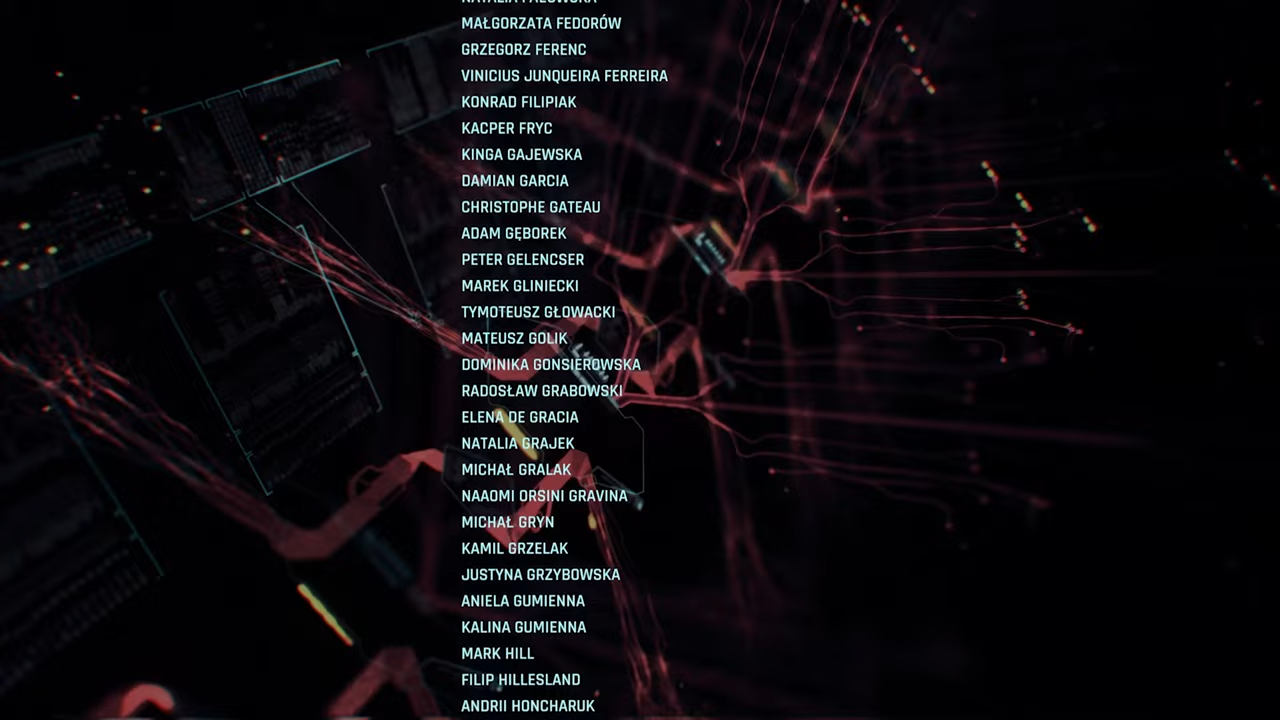 NATALIA FALOWSKA
MAŁGORZATA FEDORÓW
GRZEGORZ FERENC
VINICIUS JUNQUEIRA FERREIRA
KONRAD FILIPIAK
KACPER FRYC
KINGA GAJEWSKA
DAMIAN GARCIA
CHRISTOPHE GATEAU
ADAM GĘBOREK
PETER GELENCSER
MAREK GLINIECKI
TYMOTEUSZ GŁOWACKI
MATEUSZ GOLIK
DOMINIKA GONSIEROWSKA
RADOSŁAW GRABOWSKI
ELENA DE GRACIA
NATALIA GRAJEK
MICHAŁ GRALAK
NAAOMI ORSINI GRAVINA
MICHAŁ GRYN
KAMIL GRZELAK
JUSTYNA GRZYBOWSKA
ANIELA GUMIENNA
KALINA GUMIENNA
MARK HILL
FILIP HILLESLAND
ANDRII HONCHARUK